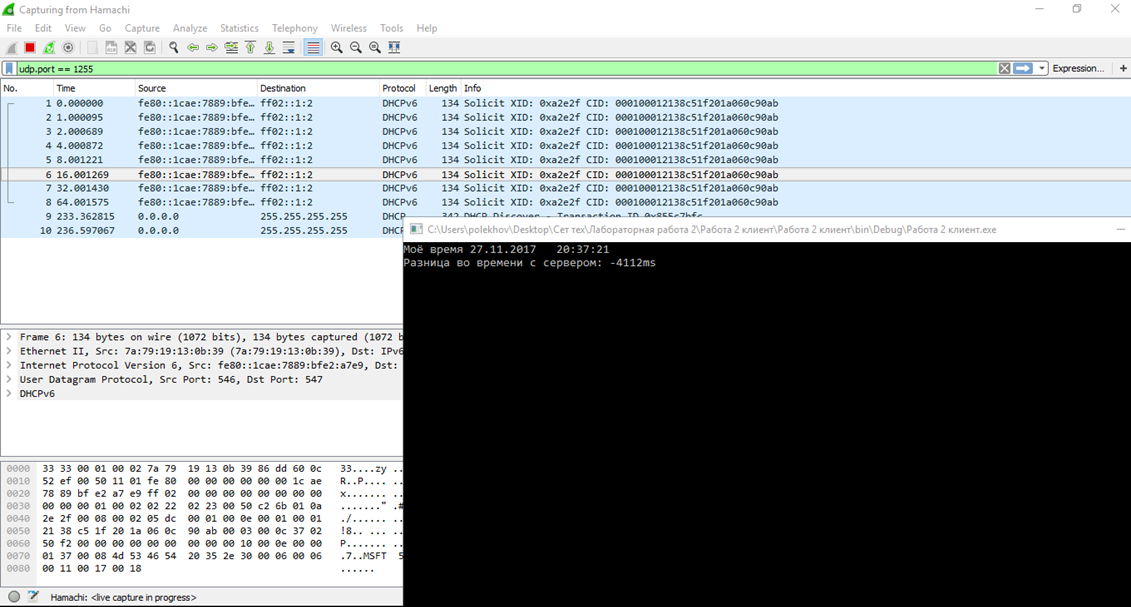 Capturing from Hamachi
File Edit View Go Capture Analyze Statistics Telephony Wireless Tools Help
udp.port == 1255 Expression... +
No. Time Source Destination Protocol Length Info
1 0.000000 fe80::1cae:7889:bfe… ff02::1:2 DHCPv6 134 Solicit XID: 0xa2e2f CID: 000100012138c51f201a060c90ab
2 1.000095 fe80::1cae:7889:bfe… ff02::1:2 DHCPv6 134 Solicit XID: 0xa2e2f CID: 000100012138c51f201a060c90ab
3 2.000689 fe80::1cae:7889:bfe… ff02::1:2 DHCPv6 134 Solicit XID: 0xa2e2f CID: 000100012138c51f201a060c90ab
4 4.000872 fe80::1cae:7889:bfe… ff02::1:2 DHCPv6 134 Solicit XID: 0xa2e2f CID: 000100012138c51f201a060c90ab
5 8.001221 fe80::1cae:7889:bfe… ff02::1:2 DHCPv6 134 Solicit XID: 0xa2e2f CID: 000100012138c51f201a060c90ab
6 16.001269 fe80::1cae:7889:bfe… ff02::1:2 DHCPv6 134 Solicit XID: 0xa2e2f CID: 000100012138c51f201a060c90ab
7 32.001430 fe80::1cae:7889:bfe… ff02::1:2 DHCPv6 134 Solicit XID: 0xa2e2f CID: 000100012138c51f201a060c90ab
8 64.001575 fe80::1cae:7889:bfe… ff02::1:2 DHCPv6 134 Solicit XID: 0xa2e2f CID: 000100012138c51f201a060c90ab
9 233.362815 0.0.0.0 255.255.255.255 DHCP 342 DHCP Discover - Transaction ID
10 236.597067 0.0.0.0 255.255.255.255
C:\Users\polekhov\Desktop\Сет тех\Лабораторная работа 2\Работа 2 клиент\Работа 2 клиент\bin\Debug\Работа 2 клиент.exe
Моё время 27.11.2017 20:37:21
Разница во времени с сервером: -4112ms
Frame 6: 134 bytes on wire (1072 bits), 134 bytes captured (1072 b
Ethernet II, Src: 7a:79:19:13:0b:39 (7a:79:19:13:0b:39), Dst: IPv6
Internet Protocol Version 6, Src: fe80::1cae:7889:bfe2:a7e9, Dst:
User Datagram Protocol, Src Port: 546, Dst Port: 547
DHCPv6
0000 33 33 00 01 00 02 7a 79 19 13 0b 39 86 dd 60 0c 33....zy ..
0010 52 ef 00 50 11 01 fe 80 00 00 00 00 00 00 1c ae R..P.... ..
0020 78 89 bf e2 a7 e9 ff 02 00 00 00 00 00 00 00 00 x....... ..
0030 00 00 00 01 00 02 02 22 02 23 00 50 c2 6b 01 0a ......." .#
0040 2e 2f 00 08 00 02 05 dc 00 01 00 0e 00 01 00 01 ./...... ..
0050 21 38 c5 1f 20 1a 06 0c 90 ab 00 03 00 0c 37 02 !8.. ... ..
0060 50 f2 00 00 00 00 00 00 00 00 00 10 00 0e 00 00 P....... ..
0070 01 37 00 08 4d 53 46 54 20 35 2e 30 00 06 00 06 .7..MSFT 5
0080 00 11 00 17 00 18 ......
Hamachi: <live capture in progress>